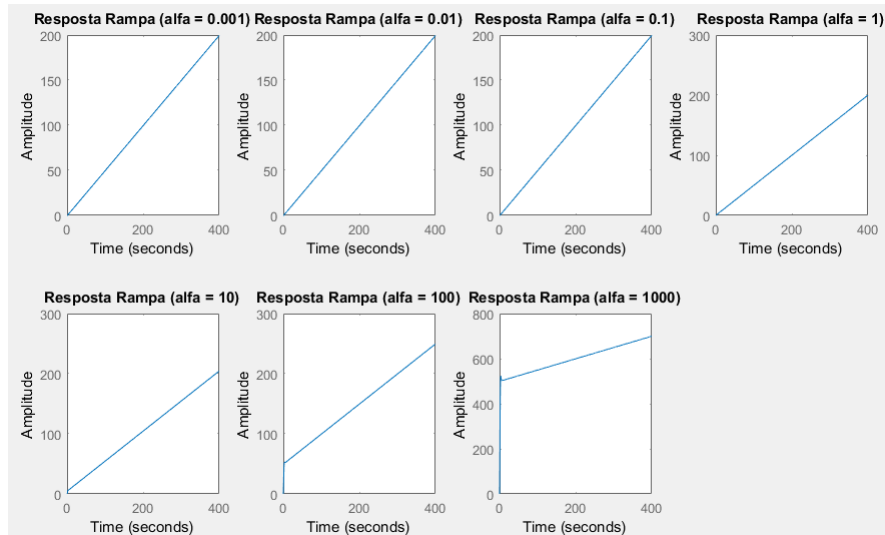 Resposta Rampa (alfa = 0.001)
200
150
100
50
0
0 200 400
Amplitude
Time (seconds)
Resposta Rampa (alfa = 0.01)
200
150
100
50
0
0 200 400
Amplitude
Time (seconds)
Resposta Rampa (alfa = 0.1)
200
150
100
50
0
0 200 400
Amplitude
Time (seconds)
Resposta Rampa (alfa = 1)
300
200
100
0
0 200 400
Amplitude
Time (seconds)
Resposta Rampa (alfa = 10)
300
200
100
0
0 200 400
Amplitude
Time (seconds)
Resposta Rampa (alfa = 100)
300
200
100
0
0 200 400
Amplitude
Time (seconds)
Resposta Rampa (alfa = 1000)
800
600
400
200
0
0 200 400
Amplitude
Time (seconds)